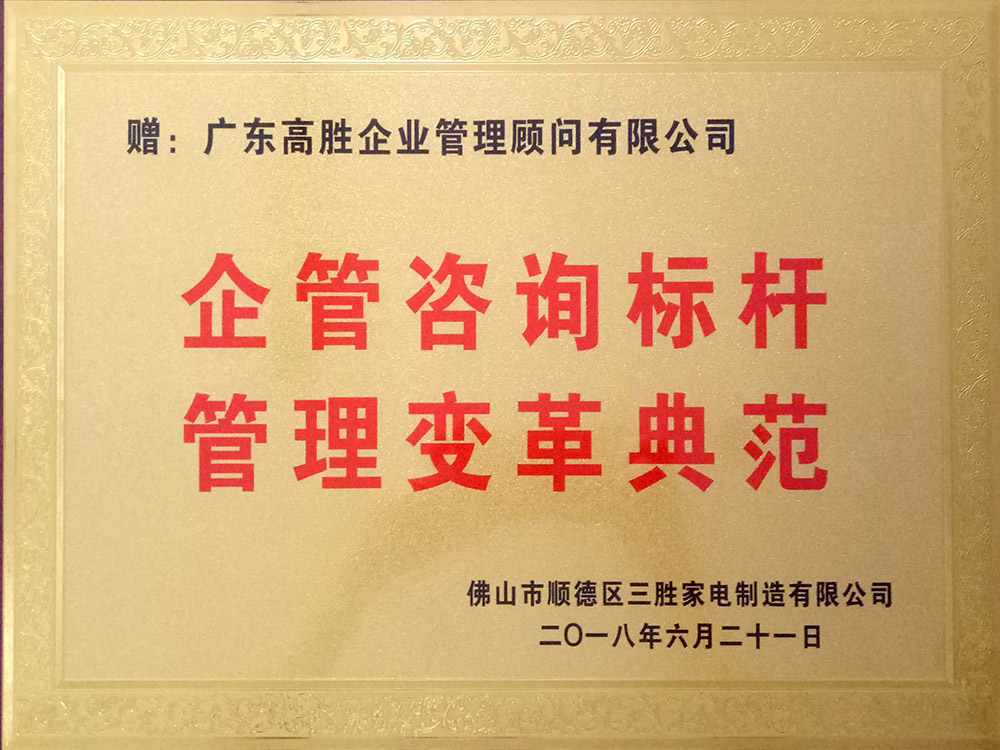 赠：广东高胜企业管理顾问有限公司
企管咨询标杆
管理变革典范
佛山市顺德区三胜家电制造有限公司
二〇一八年六月二十一日